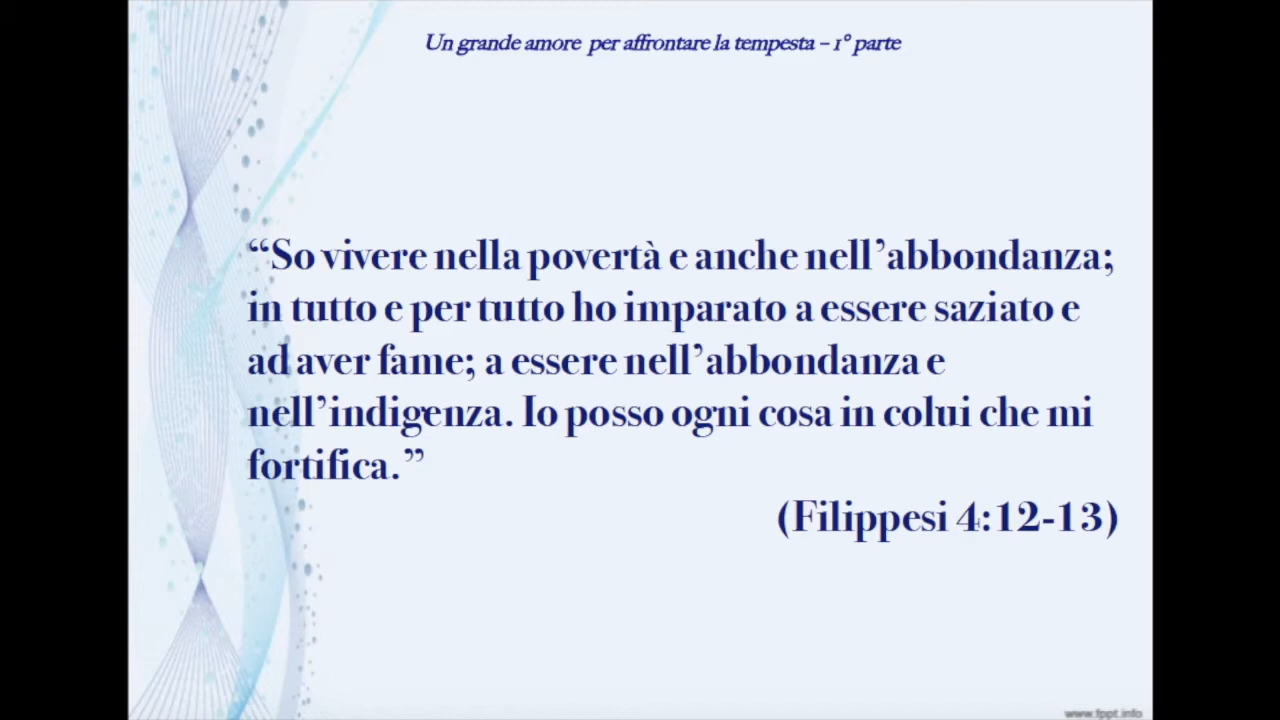 Un grande amore per affrontare la tempesta – 1° parte
“So vivere nella povertà e anche nell’abbondanza;
in tutto e per tutto ho imparato a essere saziato e
ad aver fame; a essere nell’abbondanza e
nell’indigenza. Io posso ogni cosa in colui che mi
fortifica.”
(Filippesi 4:12-13)
www.fppt.info